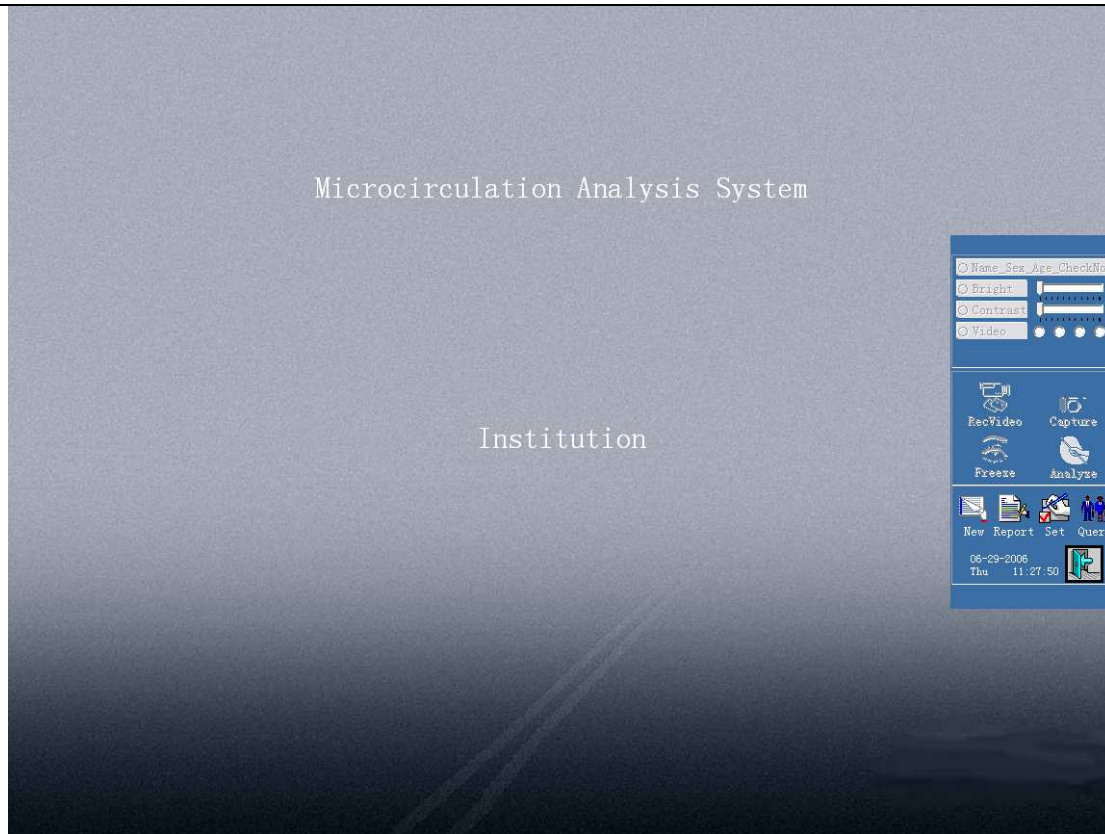 Microcirculation Analysis System
Institution
Name_Sex_Age_CheckNo
Bright
Contrast
Video
RecVideo Capture
Freeze Analyze
New Report Set Quer
06-29-2006
Thu 11:27:50